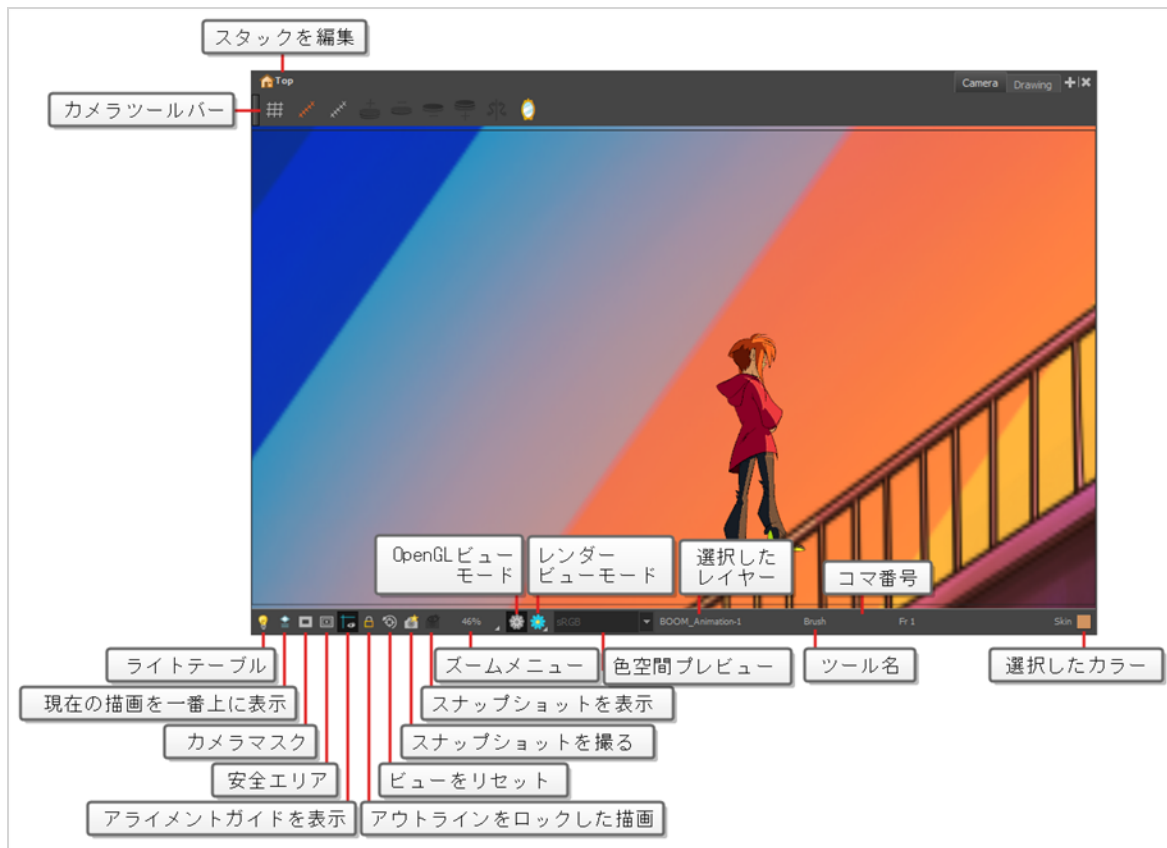 スタックを編集
Top
Camera
Drawing
カメラツールバー
OpenGLビュー
モード
レンダー
ビューモード
選択した
レイヤー
コマ番号
46%
sRGB
BOOM_Animation-1
Brush
Fr 1
Skin
ライトテーブル
ズームメニュー
色空間プレビュー
ツール名
選択したカラー
現在の描画を一番上に表示
スナップショットを表示
カメラマスク
スナップショットを撮る
安全エリア
ビューをリセット
アライメントガイドを表示
アウトラインをロックした描画